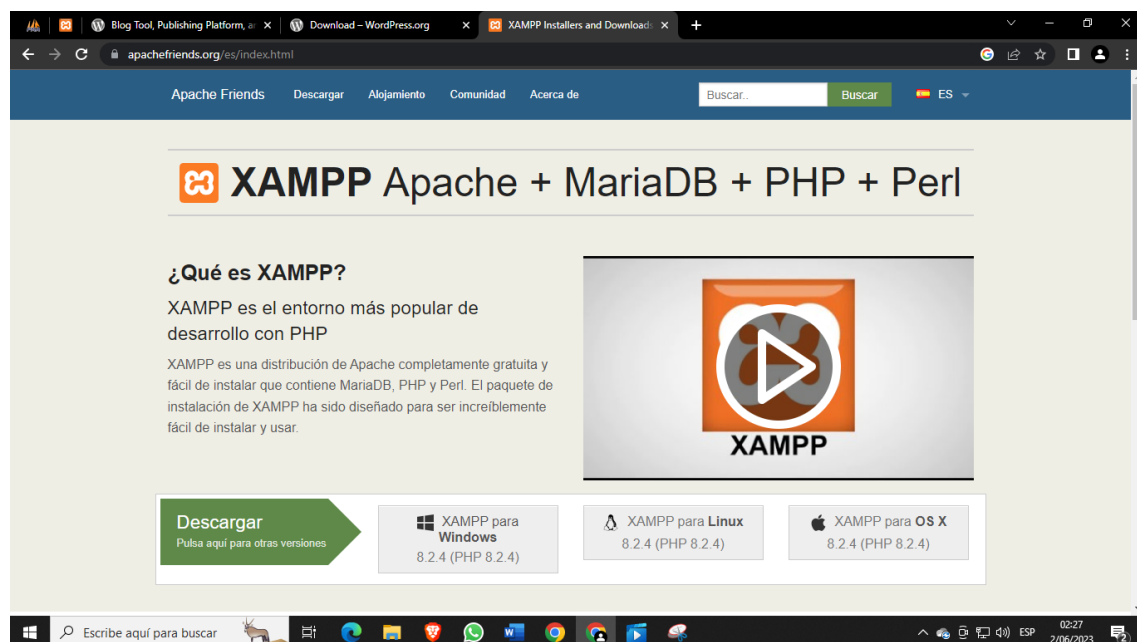 Blog Tool, Publishing Platform, ar
Download – WordPress.org
XAMPP Installers and Downloads
apachefriends.org/es/index.html
Apache Friends
Descargar
Alojamiento
Comunidad
Acerca de
Buscar..
Buscar
ES
XAMPP Apache + MariaDB + PHP + Perl
¿Qué es XAMPP?
XAMPP es el entorno más popular de
desarrollo con PHP
XAMPP es una distribución de Apache completamente gratuita y
fácil de instalar que contiene MariaDB, PHP y Perl. El paquete de
instalación de XAMPP ha sido diseñado para ser increíblemente
fácil de instalar y usar.
XAMPP
Descargar
Pulsa aquí para otras versiones
XAMPP para
Windows
8.2.4 (PHP 8.2.4)
XAMPP para Linux
8.2.4 (PHP 8.2.4)
XAMPP para OS X
8.2.4 (PHP 8.2.4)
Escribe aquí para buscar
ESP
02:27
2/06/2023